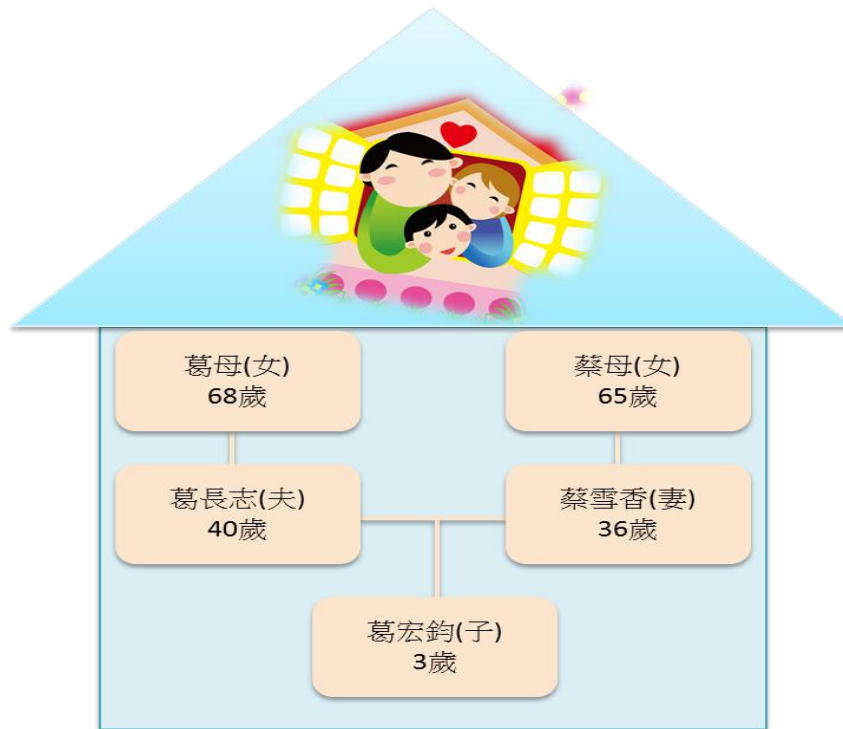 葛母(女)
68歲
蔡母(女)
65歲
葛長志(夫)
40歲
蔡雪香(妻)
36歲
葛宏鈞(子)
3歲